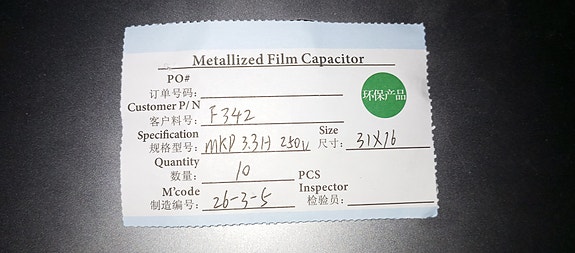 Metallized Film Capacitor
PO#
订单号码:
环保产品
Customer P/N
客户料号: F342
Specification Size
规格型号: MKP 3.3H 250V 尺寸: 31X76
Quantity
数量: 10 PCS
M'code Inspector
制造编号: 26-3-5 检验员: